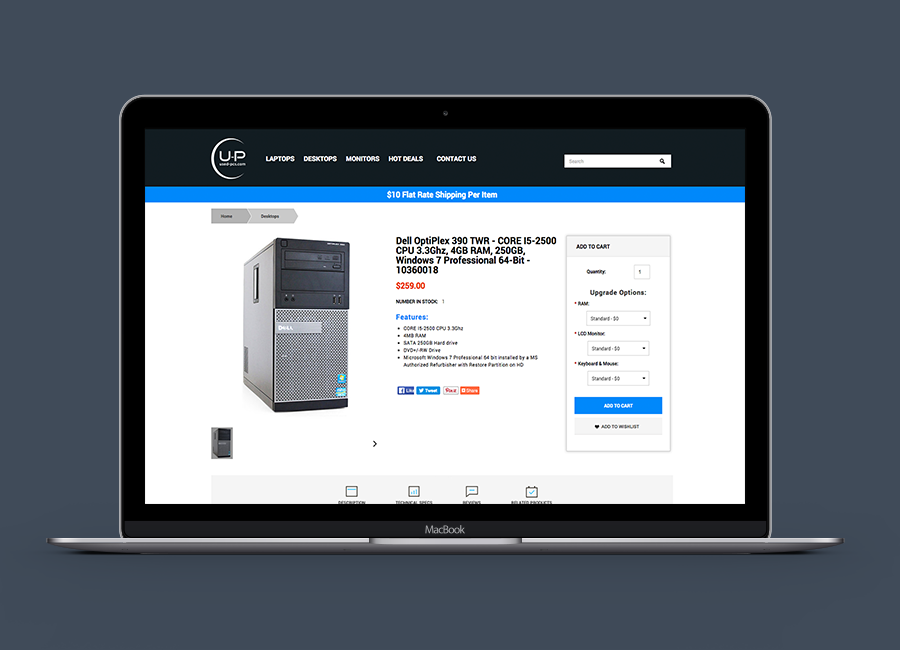 U-P
used-pcs.com
LAPTOPS DESKTOPS MONITORS HOT DEALS CONTACT US
Search
$10 Flat Rate Shipping Per Item
Home Desktops
Dell OptiPlex 390 TWR - CORE I5-2500
CPU 3.3Ghz, 4GB RAM, 250GB,
Windows 7 Professional 64-Bit -
10360018
$259.00
NUMBER IN STOCK: 1
Features:
CORE I5-2500 CPU 3.3Ghz
4MB RAM
SATA 250GB Hard drive
DVD+/-RW Drive
Microsoft Windows 7 Professional 64 bit installed by a MS
Authorized Refurbisher with Restore Partition on HD
Like Tweet Pin it Share
DELL
ADD TO CART
Quantity: 1
Upgrade Options:
* RAM:
Standard - $0
* LCD Monitor:
Standard - $0
* Keyboard & Mouse:
Standard - $0
ADD TO CART
ADD TO WISHLIST
DESCRIPTION TECHNICAL SPECS REVIEWS RELATED PRODUCTS
MacBook